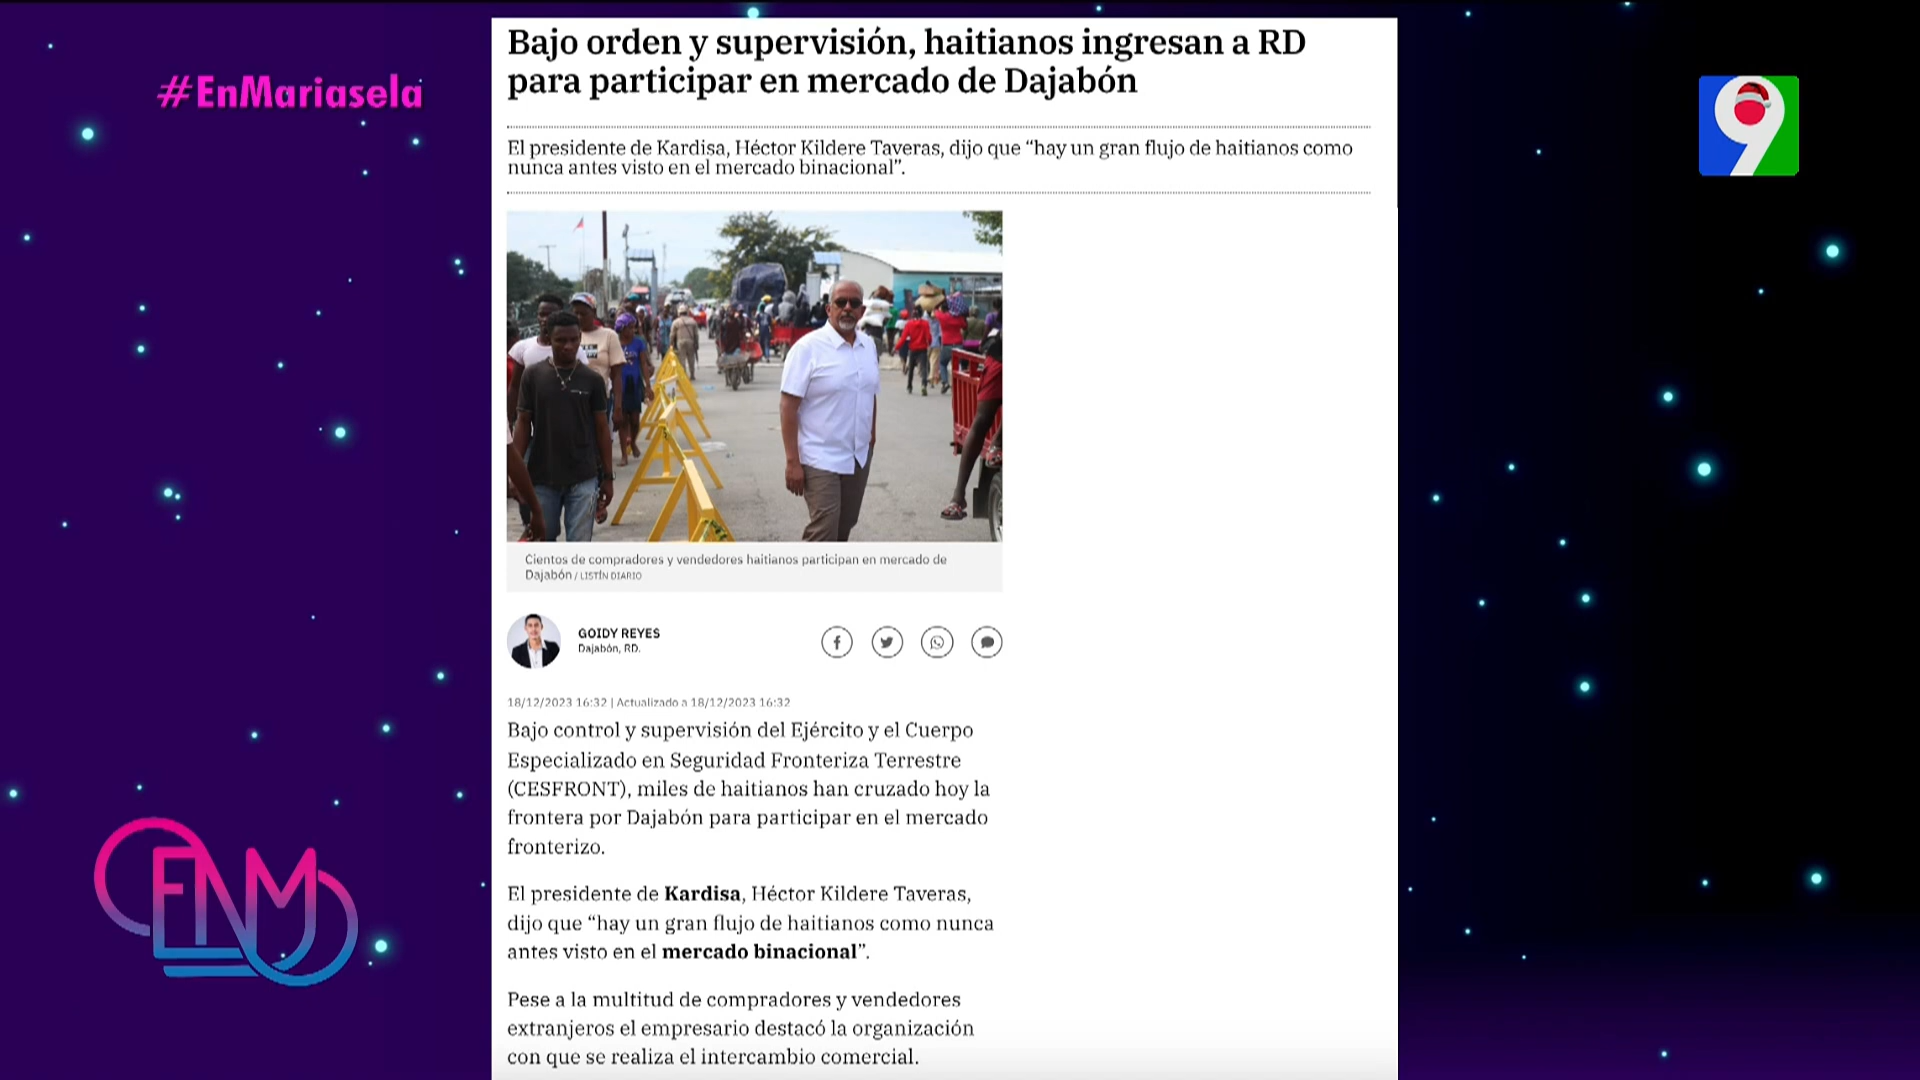 #EnMariasela
9
Bajo orden y supervisión, haitianos ingresan a RD
para participar en mercado de Dajabón
El presidente de Kardisa, Héctor Kildere Taveras, dijo que “hay un gran flujo de haitianos como
nunca antes visto en el mercado binacional”.
Cientos de compradores y vendedores haitianos participan en mercado de
Dajabón / LISTÍN DIARIO
GOIDY REYES
Dajabón, RD.
18/12/2023 16:32 | Actualizado a 18/12/2023 16:32
Bajo control y supervisión del Ejército y el Cuerpo
Especializado en Seguridad Fronteriza Terrestre
(CESFRONT), miles de haitianos han cruzado hoy la
frontera por Dajabón para participar en el mercado
fronterizo.
El presidente de Kardisa, Héctor Kildere Taveras,
dijo que “hay un gran flujo de haitianos como nunca
antes visto en el mercado binacional”.
Pese a la multitud de compradores y vendedores
extranjeros el empresario destacó la organización
con que se realiza el intercambio comercial.
ENM